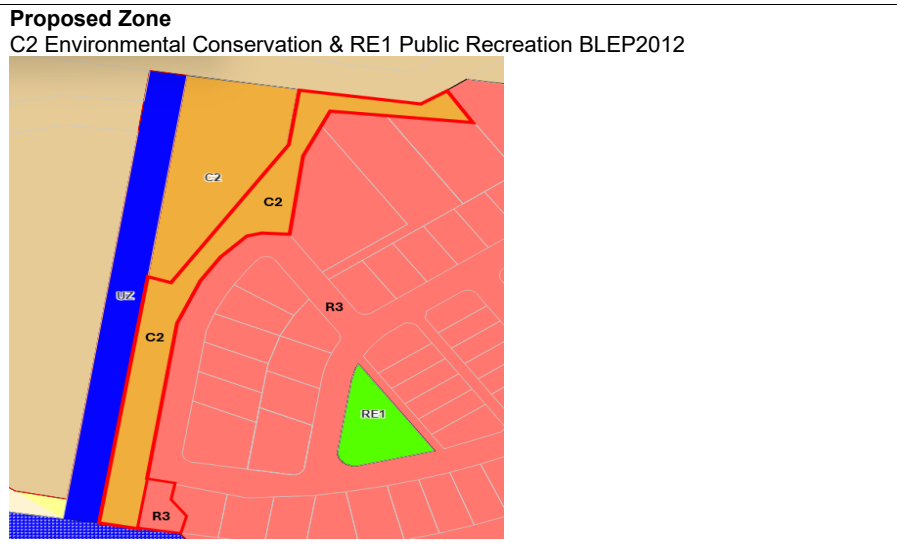 Proposed Zone
C2 Environmental Conservation & RE1 Public Recreation BLEP2012
C2
C2
UZ
R3
C2
RE1
R3